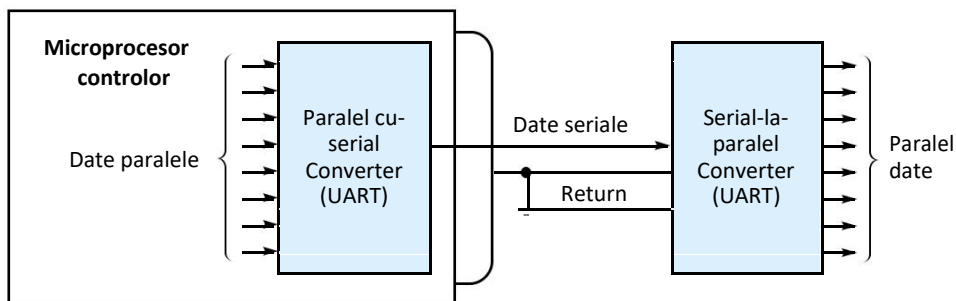 Microprocesor
controlor
Date paralele
Paralel cu-
serial
Converter
(UART)
Date seriale
Return
Serial-la-
paralel
Converter
(UART)
Paralel
date